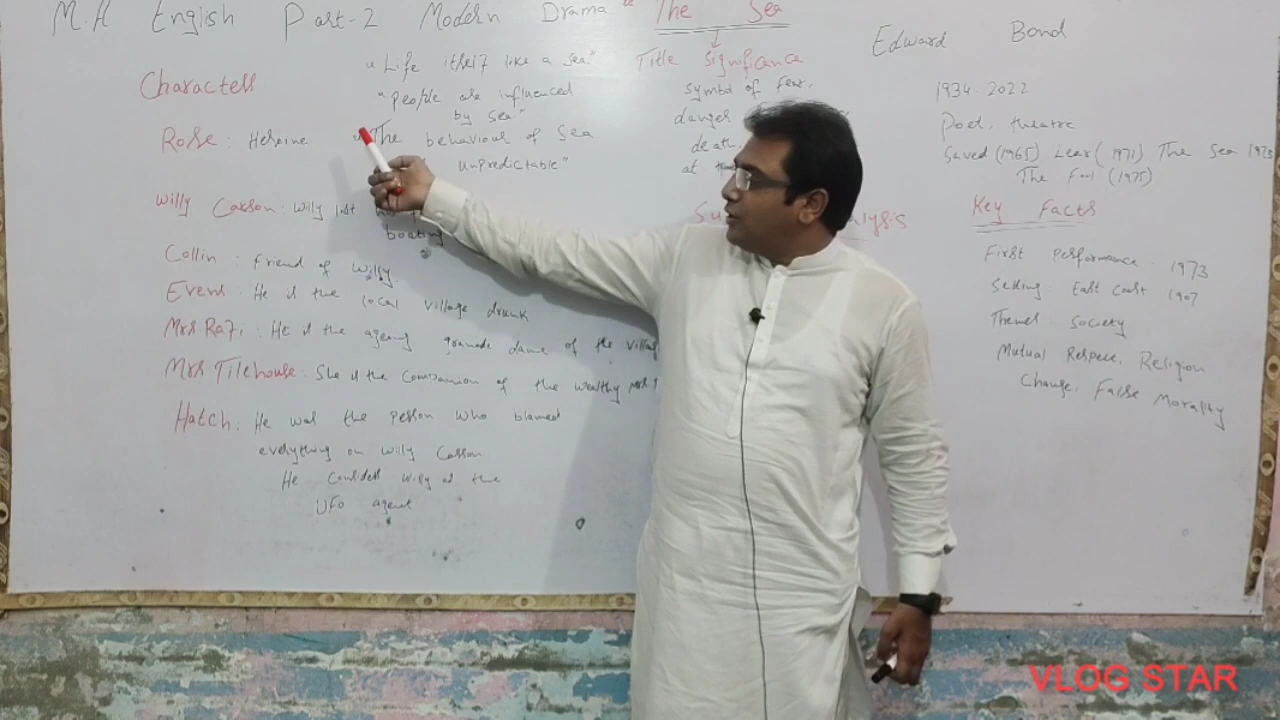 M.A English Part-2 Modern Drama "The Sea
Edward Bond
1934-2022
Poet, theatre
Saved (1965) Lear (1971) The Sea 1973
The Fool (1975)
"Life itself like a sea"
"People are influenced
by sea"
"The behaviour of Sea
unpredictable"
Title significance
symbol of fear,
danger
death,
at
Characters
Rose: Heroine
Willy Carson: Willy lost
boating
Collin: Friend of Willy.
Evens: He is the local village drunk
Mrs Rafi: He is the ageing grande dame of the villag
Mrs Tilehouse: She is the companion of the wealthy Mrs
Hatch: He was the person who blamed
everything on Willy Carson
He considers Willy as the
UFO agent
Su alysis
Key Facts
First performance: 1973
Setting: East Coast 1907
Themes: Society
Mutual Respect, Religion
Change, False Morality
VLOG STAR